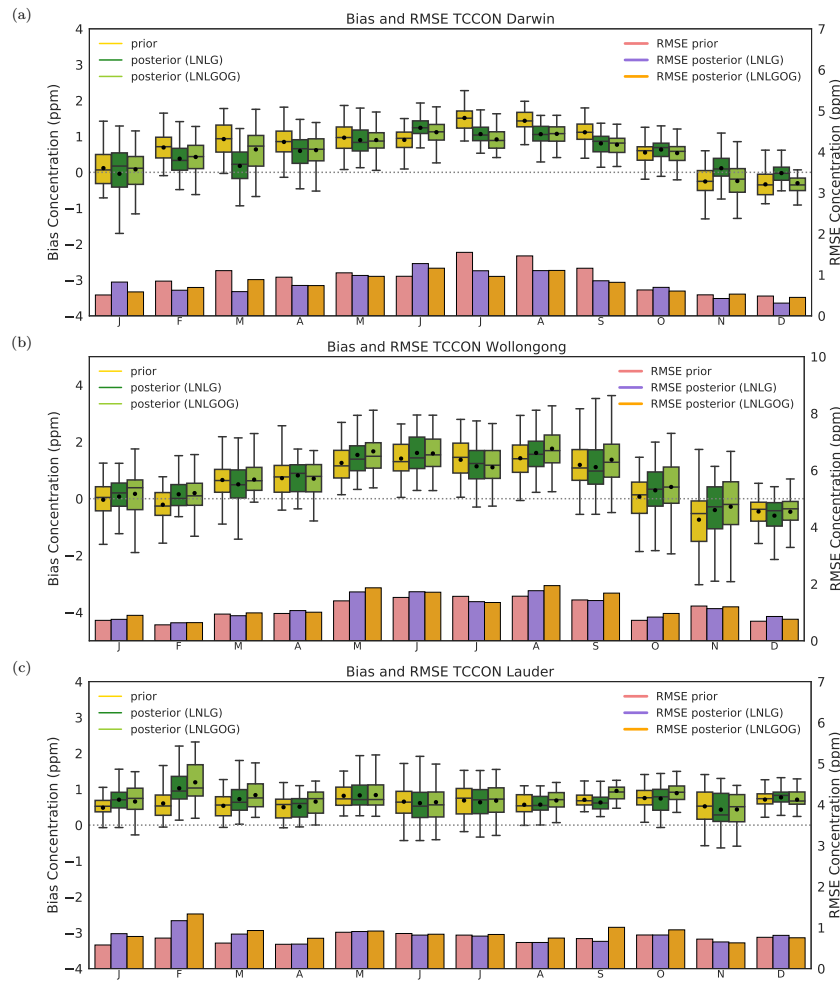 (a)
Bias and RMSE TCCON Darwin
4
3
2
1
0
−1
−2
−3
−4
Bias Concentration (ppm)
prior
posterior (LNLG)
posterior (LNLGOG)
RMSE prior
RMSE posterior (LNLG)
RMSE posterior (LNLGOG)
7
6
5
4
3
2
1
0
RMSE Concentration (ppm)
J F M A M J J A S O N D
(b)
Bias and RMSE TCCON Wollongong
4
2
0
−2
−4
Bias Concentration (ppm)
prior
posterior (LNLG)
posterior (LNLGOG)
RMSE prior
RMSE posterior (LNLG)
RMSE posterior (LNLGOG)
10
8
6
4
2
0
RMSE Concentration (ppm)
J F M A M J J A S O N D
(c)
Bias and RMSE TCCON Lauder
4
3
2
1
0
−1
−2
−3
−4
Bias Concentration (ppm)
prior
posterior (LNLG)
posterior (LNLGOG)
RMSE prior
RMSE posterior (LNLG)
RMSE posterior (LNLGOG)
7
6
5
4
3
2
1
0
RMSE Concentration (ppm)
J F M A M J J A S O N D